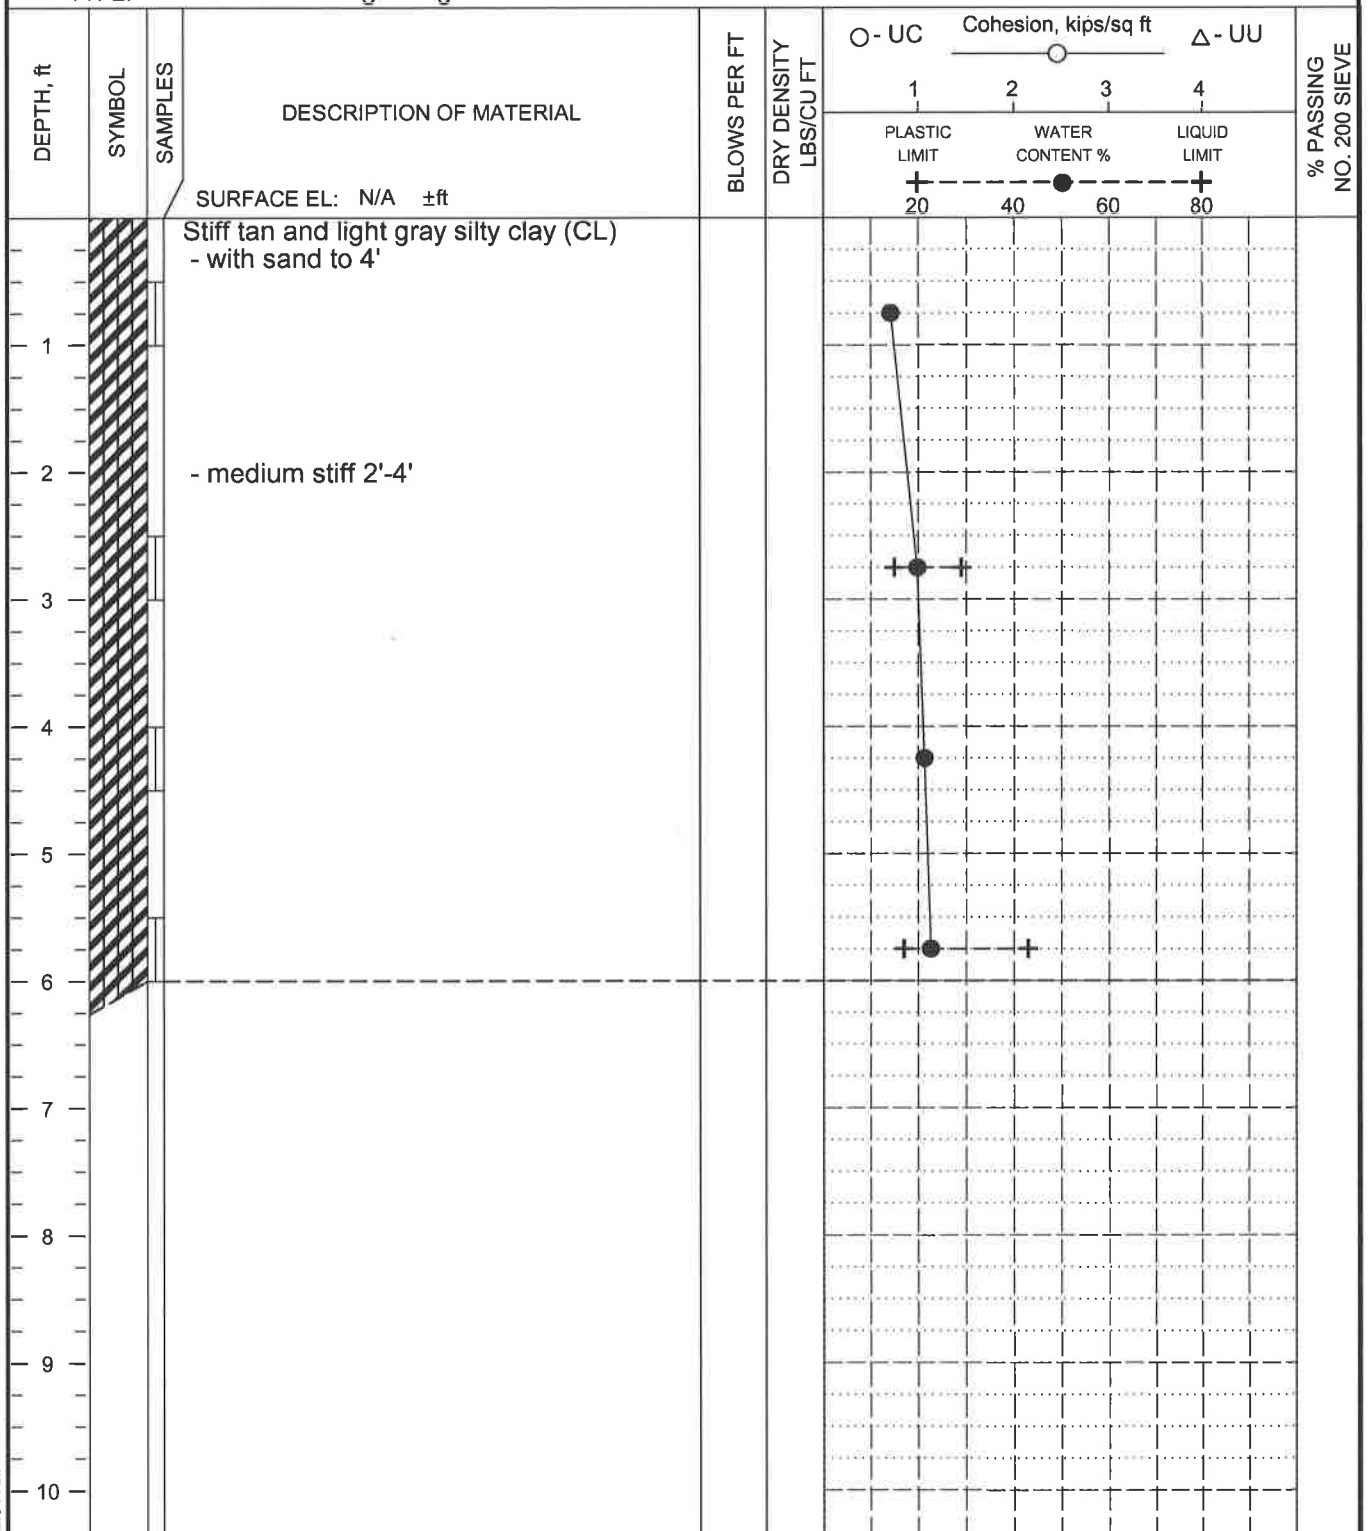 DEPTH, ft
SYMBOL
SAMPLES
DESCRIPTION OF MATERIAL
SURFACE EL: N/A ±ft
BLOWS PER FT
DRY DENSITY
LBS/CU FT
O - UC
Cohesion, kips/sq ft
Δ - UU
1 2 3 4
PLASTIC
LIMIT
WATER
CONTENT %
LIQUID
LIMIT
20 40 60 80
% PASSING
NO. 200 SIEVE
Stiff tan and light gray silty clay (CL)
- with sand to 4'
1
2
- medium stiff 2'-4'
3
4
5
6
7
8
9
10